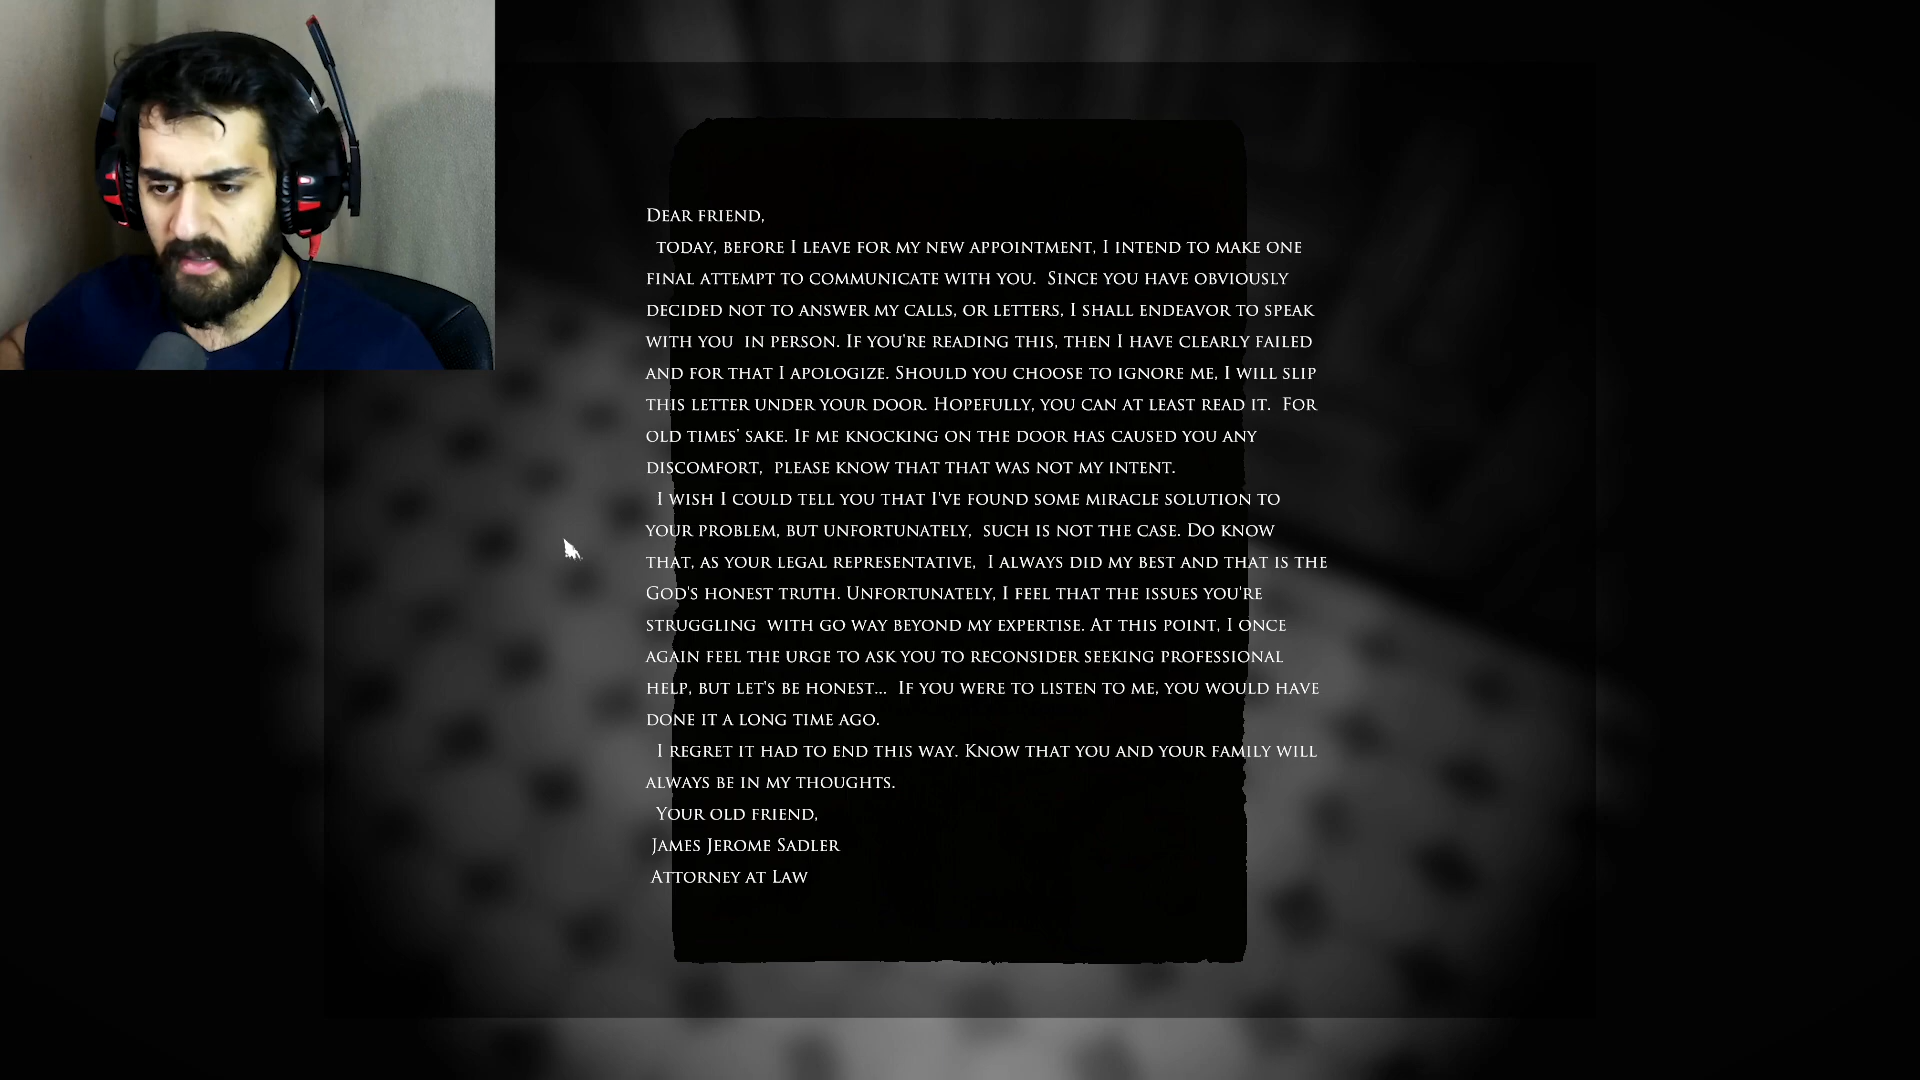 Dear friend,
today, before I leave for my new appointment, I intend to make one
final attempt to communicate with you. Since you have obviously
decided not to answer my calls, or letters, I shall endeavor to speak
with you in person. If you're reading this, then I have clearly failed
and for that I apologize. Should you choose to ignore me, I will slip
this letter under your door. Hopefully, you can at least read it. For
old times' sake. If me knocking on the door has caused you any
discomfort, please know that that was not my intent.
I wish I could tell you that I've found some miracle solution to
your problem, but unfortunately, such is not the case. Do know
that, as your legal representative, I always did my best and that is the
God's honest truth. Unfortunately, I feel that the issues you're
struggling with go way beyond my expertise. At this point, I once
again feel the urge to ask you to reconsider seeking professional
help, but let's be honest... If you were to listen to me, you would have
done it a long time ago.
I regret it had to end this way. Know that you and your family will
always be in my thoughts.
Your old friend,
James Jerome Sadler
Attorney at Law